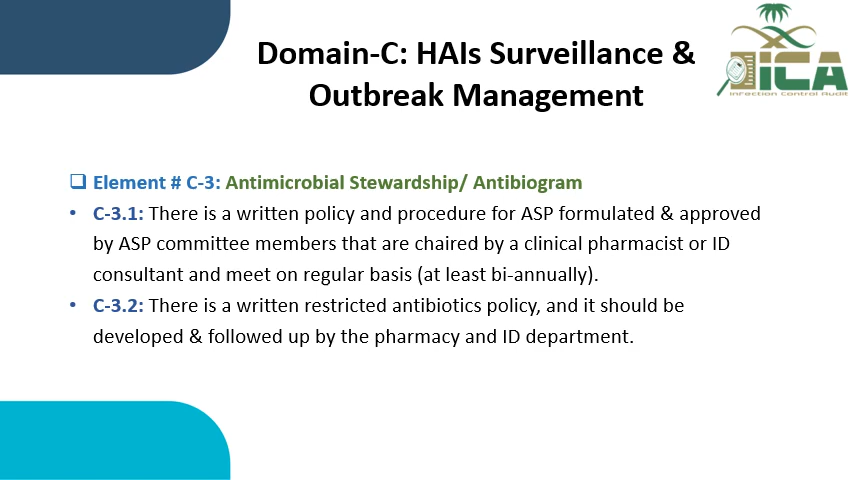 Domain-C: HAIs Surveillance &
Outbreak Management
ICA
Infection Control Audit
Element # C-3: Antimicrobial Stewardship/ Antibiogram
• C-3.1: There is a written policy and procedure for ASP formulated & approved
by ASP committee members that are chaired by a clinical pharmacist or ID
consultant and meet on regular basis (at least bi-annually).
• C-3.2: There is a written restricted antibiotics policy, and it should be
developed & followed up by the pharmacy and ID department.